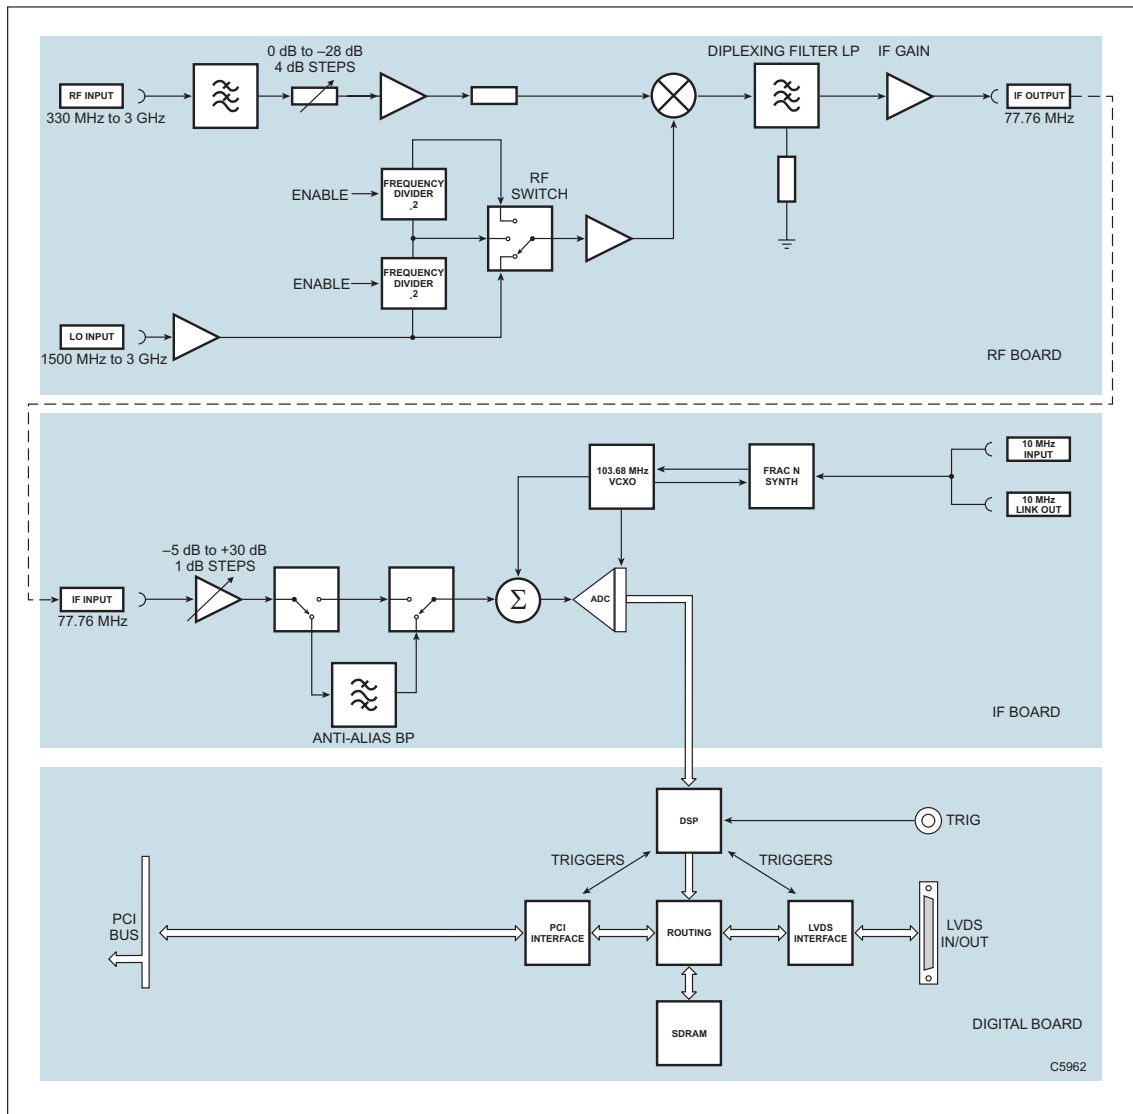 0 dB to –28 dB
4 dB STEPS
DIPLEXING FILTER LP
IF GAIN
RF INPUT
330 MHz to 3 GHz
IF OUTPUT
77.76 MHz
ENABLE
FREQUENCY
DIVIDER
.2
RF
SWITCH
ENABLE
FREQUENCY
DIVIDER
.2
LO INPUT
1500 MHz to 3 GHz
RF BOARD
10 MHz
INPUT
103.68 MHz
VCXO
FRAC N
SYNTH
10 MHz
LINK OUT
–5 dB to +30 dB
1 dB STEPS
IF INPUT
77.76 MHz
Σ
ADC
ANTI-ALIAS BP
IF BOARD
DSP
TRIG
TRIGGERS
TRIGGERS
PCI
BUS
PCI
INTERFACE
ROUTING
LVDS
INTERFACE
LVDS
IN/OUT
SDRAM
DIGITAL BOARD
C5962